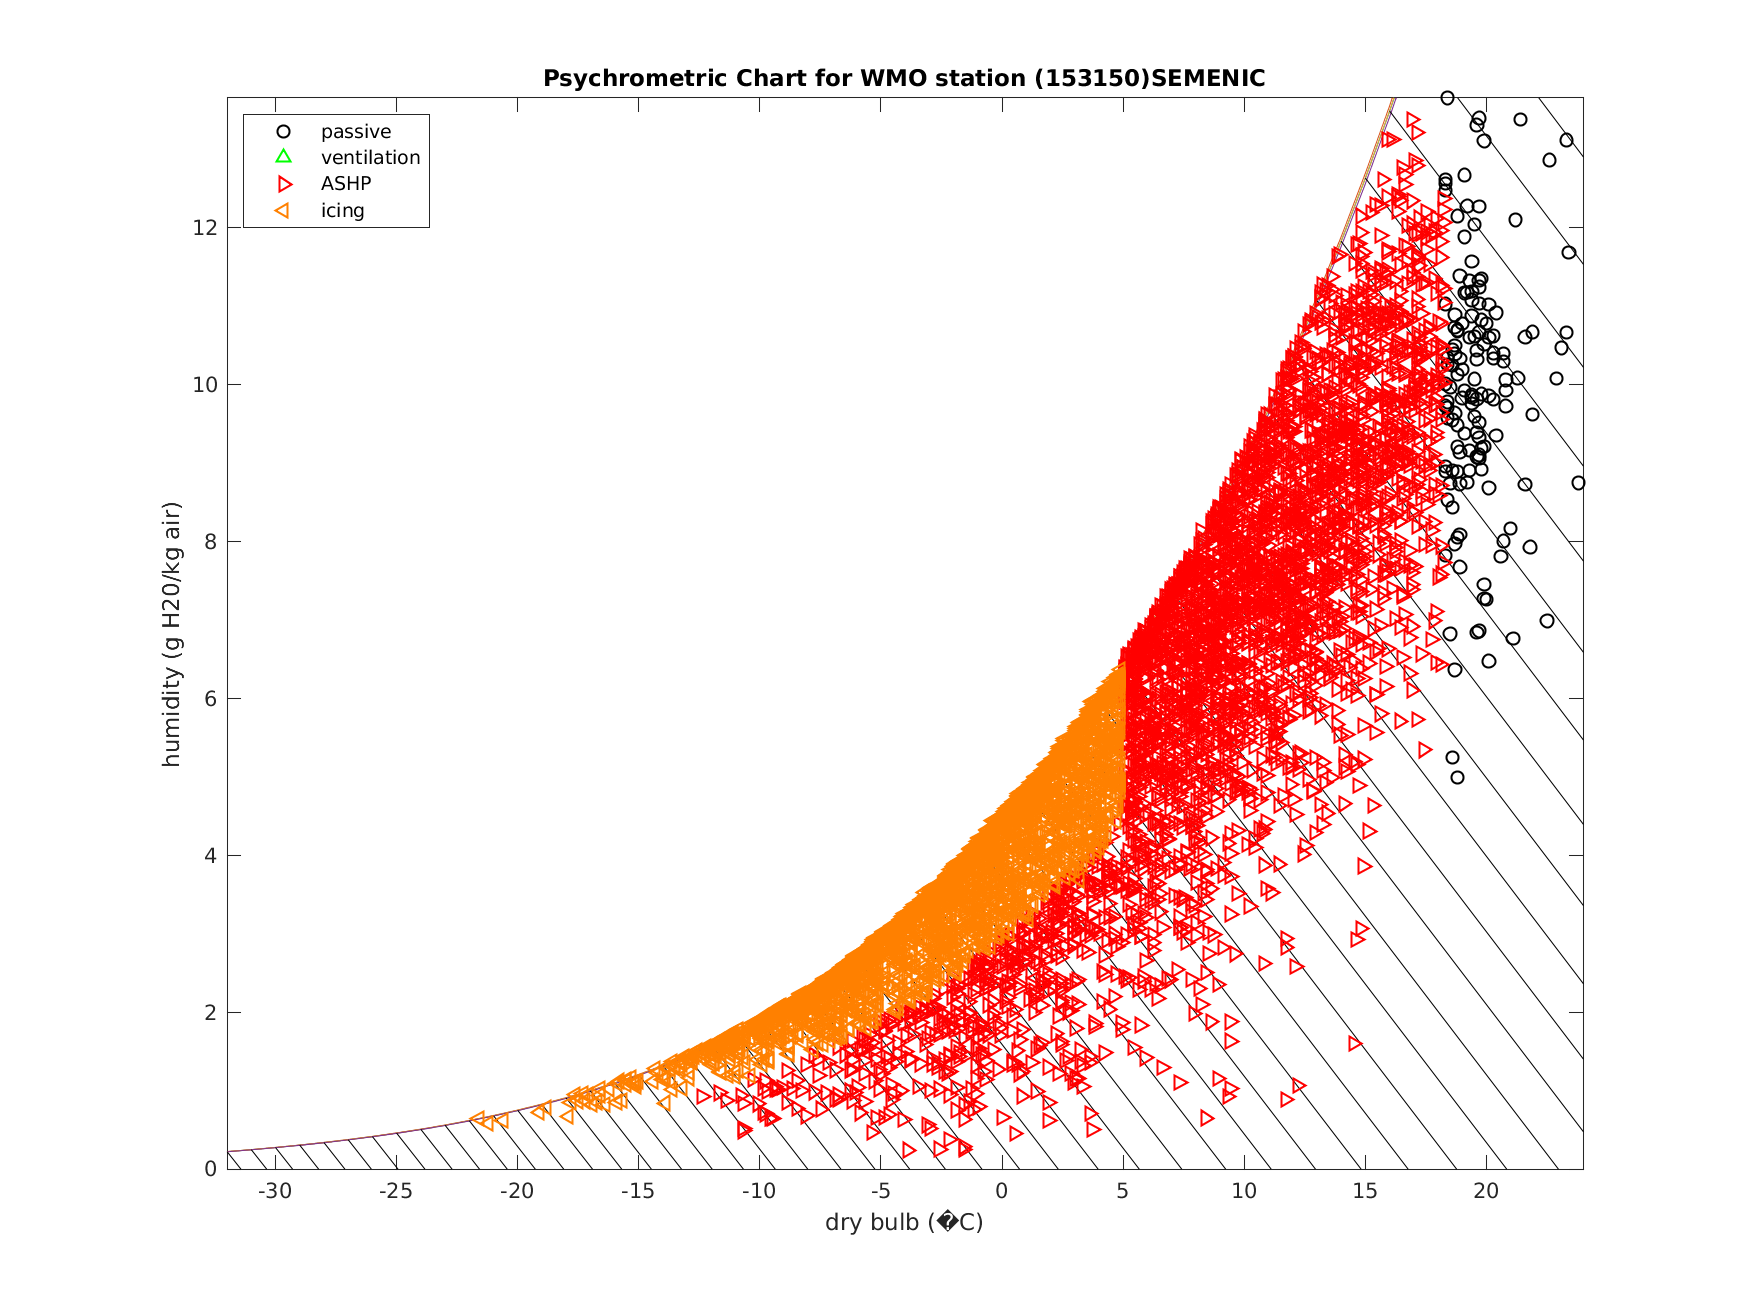 Psychrometric Chart for WMO station (153150)SEMENIC
passive
ventilation
ASHP
icing
humidity (g H20/kg air)
12
10
8
6
4
2
0
-30 -25 -20 -15 -10 -5 0 5 10 15 20
dry bulb (�C)